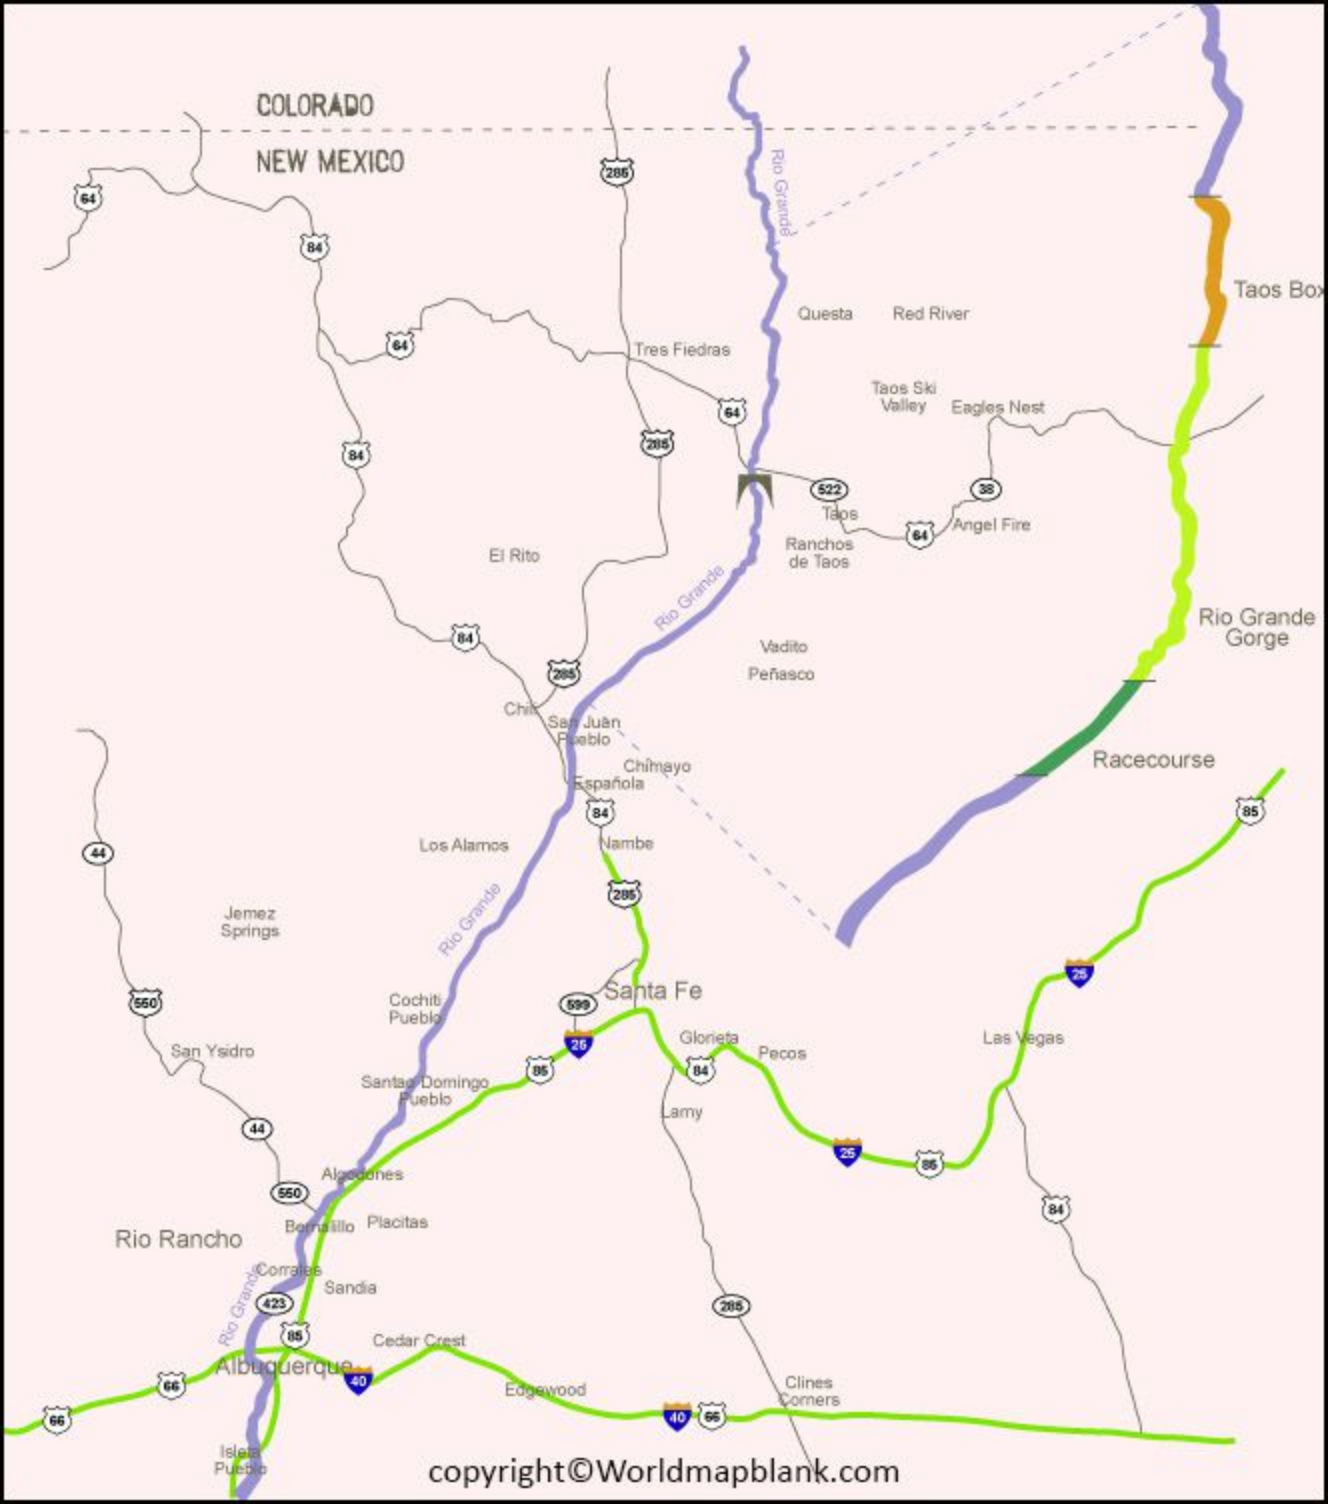 COLORADO
NEW MEXICO
285
64
Rio Grande
84
Taos Box
Questa
Red River
64
Tres Fiedras
Taos Ski
Valley
Eagles Nest
64
285
84
522
38
Taos
Angel Fire
64
Ranchos
de Taos
El Rito
Rio Grande
Rio Grande
Gorge
84
Vadito
Peñasco
285
Chili
San Juan
Pueblo
Chimayo
Española
Racecourse
84
85
Los Alamos
Nambe
44
285
Rio Grande
Jemez
Springs
25
Santa Fe
550
599
Cochiti
Pueblo
25
Glorieta
Pecos
Las Vegas
San Ysidro
85
84
Santao Domingo
Pueblo
Lamy
44
25
85
Algodones
550
84
Bernalillo
Placitas
Rio Rancho
Corrales
Sandia
Rio Grande
423
285
85
Cedar Crest
Albuquerque
40
66
Edgewood
Clines
Corners
66
40
66
Isleta
Pueblo
copyright©Worldmapblank.com